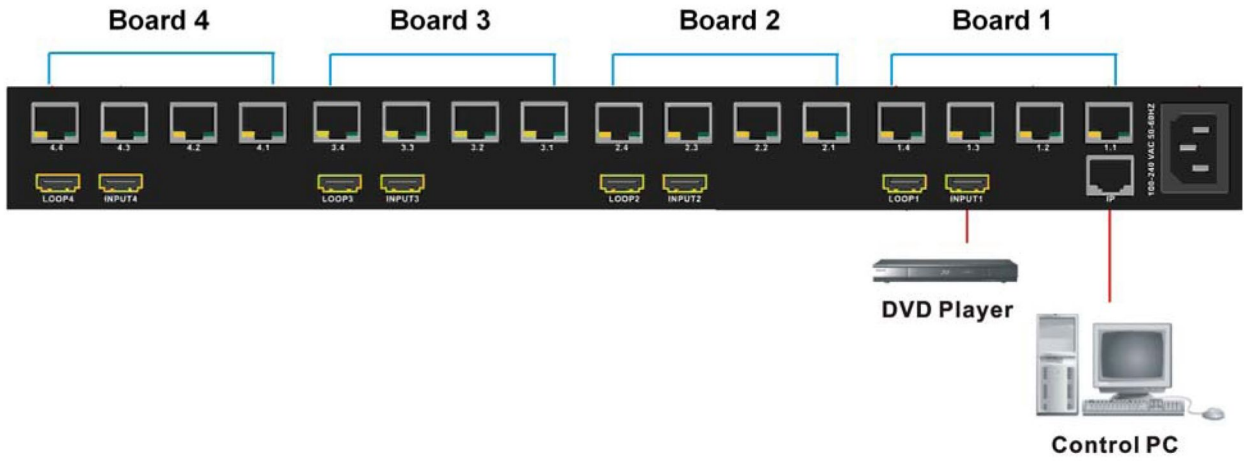 Board 4 Board 3 Board 2 Board 1
4.4 4.3 4.2 4.1 3.4 3.3 3.2 3.1 2.4 2.3 2.2 2.1 1.4 1.3 1.2 1.1
LOOP4 INPUT4 LOOP3 INPUT3 LOOP2 INPUT2 LOOP1 INPUT1 IP
100-240 VAC 50-60HZ
DVD Player
Control PC